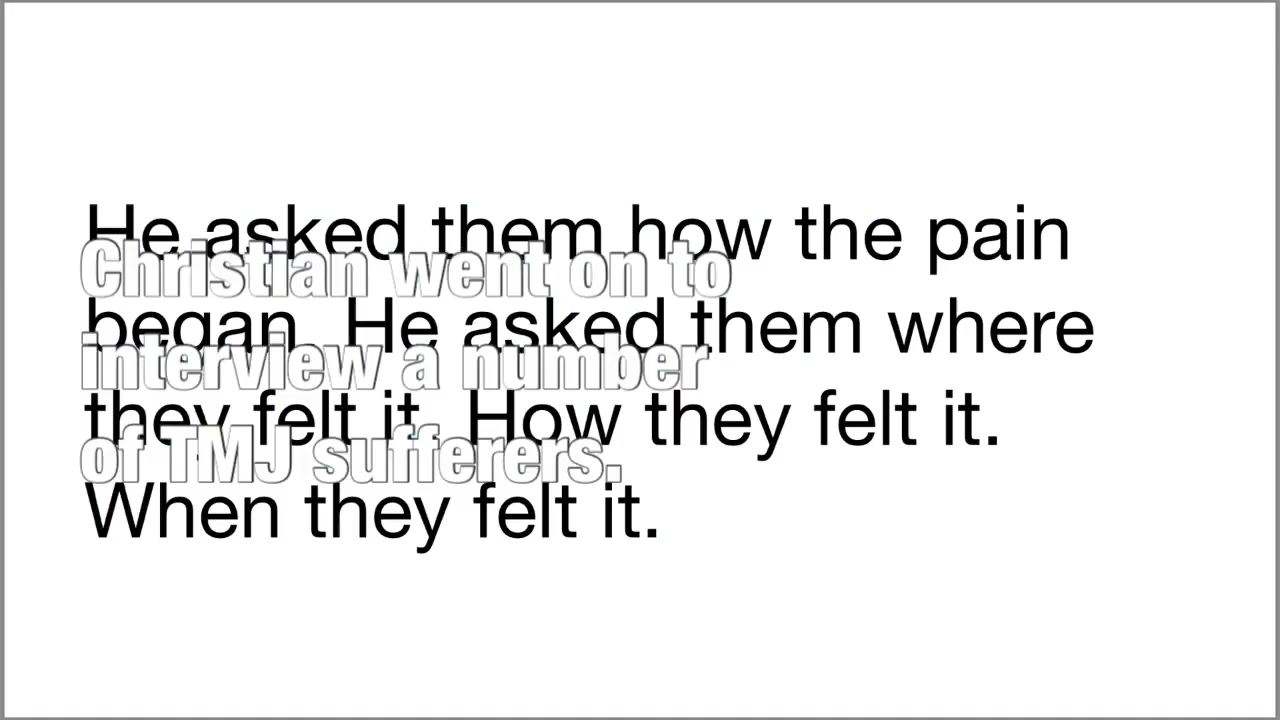 He asked them how the pain
began. He asked them where
they felt it. How they felt it.
When they felt it.
Christian went on to
interview a number
of TMJ sufferers.